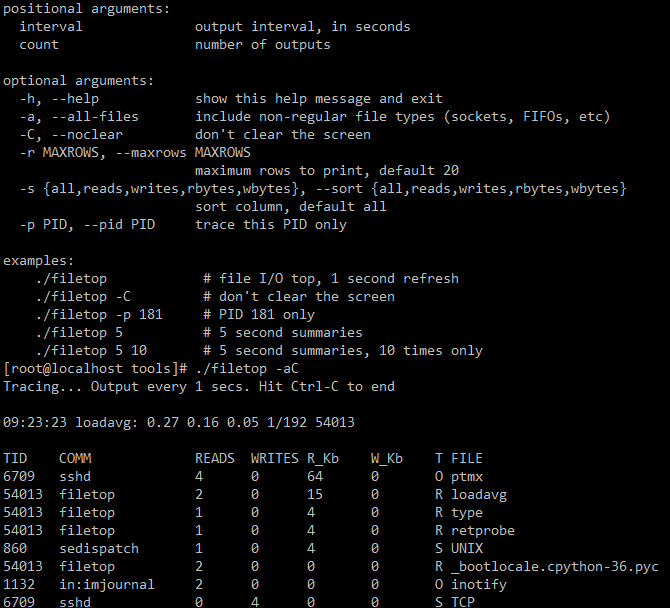 positional arguments:
  interval              output interval, in seconds
  count                 number of outputs

optional arguments:
  -h, --help            show this help message and exit
  -a, --all-files       include non-regular file types (sockets, FIFOs, etc)
  -C, --noclear         don't clear the screen
  -r MAXROWS, --maxrows MAXROWS
                        maximum rows to print, default 20
  -s {all,reads,writes,rbytes,wbytes}, --sort {all,reads,writes,rbytes,wbytes}
                        sort column, default all
  -p PID, --pid PID     trace this PID only

examples:
    ./filetop            # file I/O top, 1 second refresh
    ./filetop -C         # don't clear the screen
    ./filetop -p 181     # PID 181 only
    ./filetop 5          # 5 second summaries
    ./filetop 5 10       # 5 second summaries, 10 times only
[root@localhost tools]# ./filetop -aC
Tracing... Output every 1 secs. Hit Ctrl-C to end

09:23:23 loadavg: 0.27 0.16 0.05 1/192 54013

TID    COMM             READS  WRITES R_Kb    W_Kb    T FILE
6709   sshd             4      0      64      0       O ptmx
54013  filetop          2      0      15      0       R loadavg
54013  filetop          1      0      4       0       R type
54013  filetop          1      0      4       0       R retprobe
860    sedispatch       1      0      4       0       S UNIX
54013  filetop          2      0      0       0       R _bootlocale.cpython-36.pyc
1132   in:imjournal     2      0      0       0       O inotify
6709   sshd             0      4      0       0       S TCP